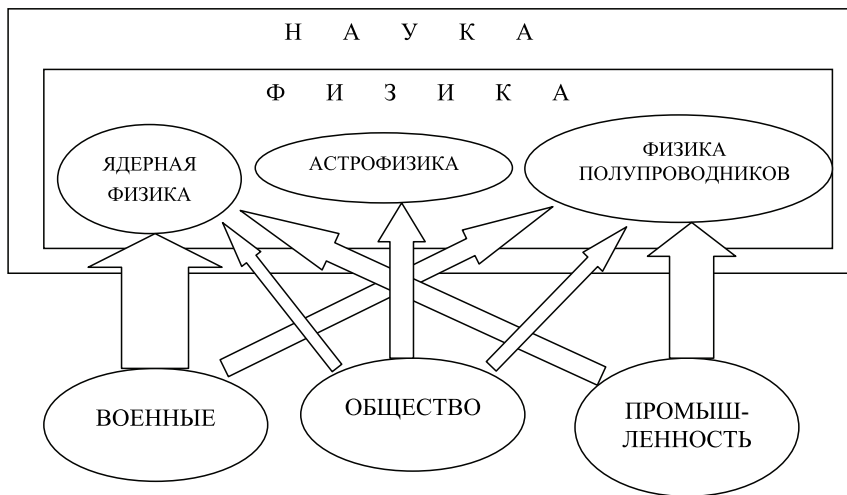 Н А У К А
Ф И З И К А
ЯДЕРНАЯ
ФИЗИКА
АСТРОФИЗИКА
ФИЗИКА
ПОЛУПРОВОДНИКОВ
ВОЕННЫЕ
ОБЩЕСТВО
ПРОМЫШ-
ЛЕННОСТЬ